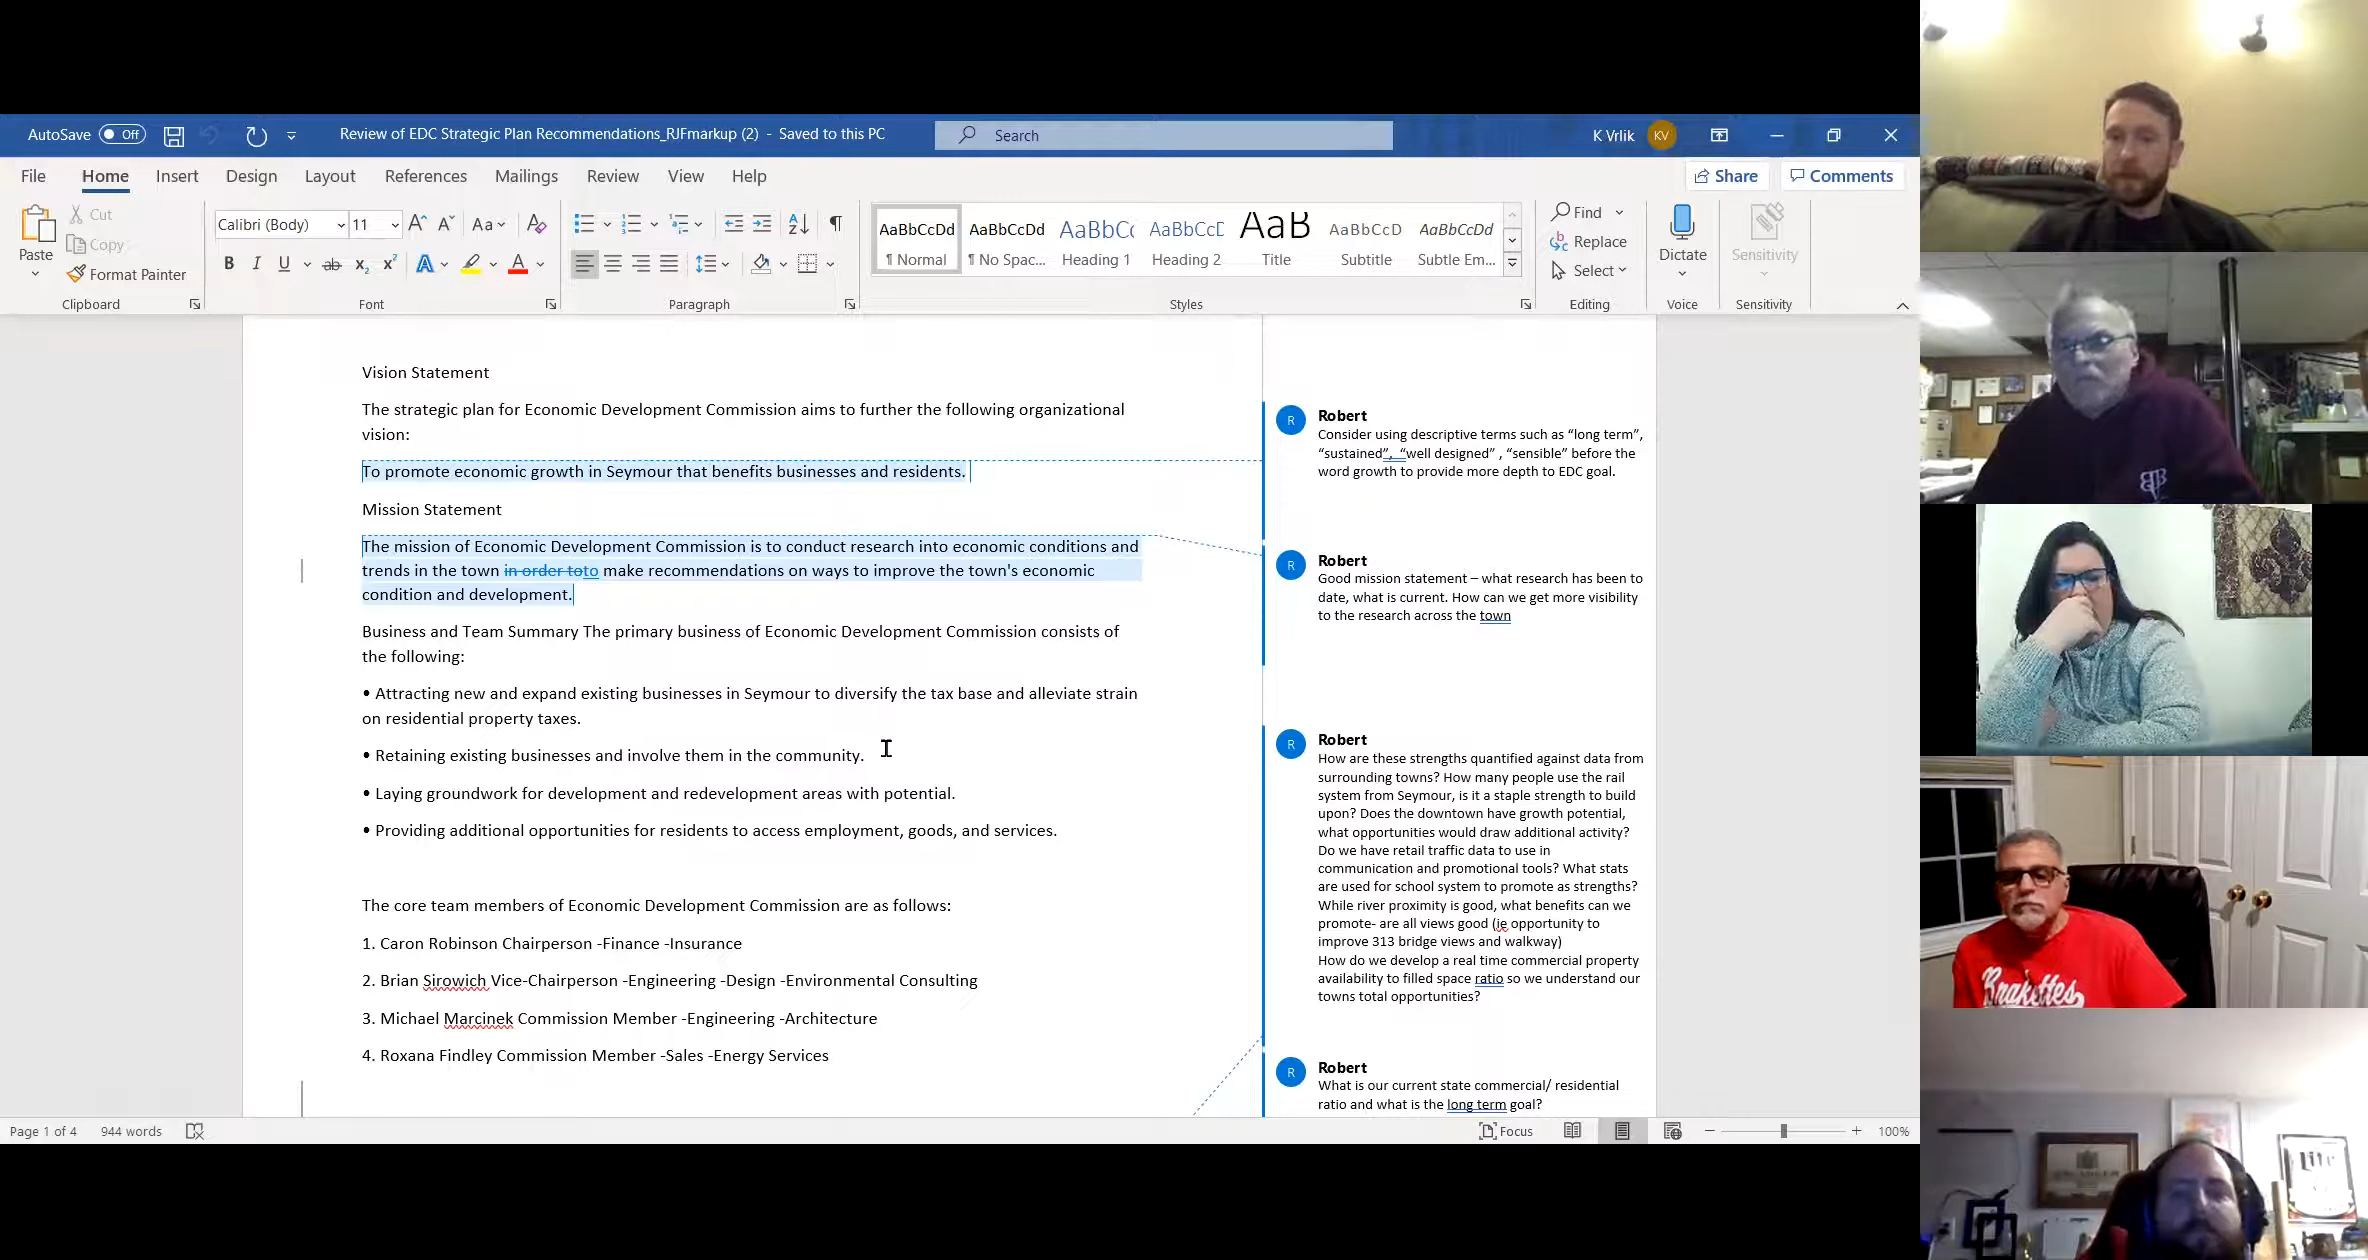 AutoSave Off Review of EDC Strategic Plan Recommendations_RJFmarkup (2) - Saved to this PC Search K Vrlik KV
File Home Insert Design Layout References Mailings Review View Help Share Comments
Paste Cut Copy Format Painter
Clipboard
Calibri (Body) 11 Aa
B I U ab x2 x2 A A
Font
Paragraph
AaBbCcDd AaBbCcDd AaBbCc AaBbCcD AaB AaBbCcD AaBbCcDd
¶ Normal ¶ No Spac... Heading 1 Heading 2 Title Subtitle Subtle Em...
Styles
Find
Replace
Select
Editing
Dictate
Voice
Sensitivity
Sensitivity
Vision Statement
The strategic plan for Economic Development Commission aims to further the following organizational
vision:
To promote economic growth in Seymour that benefits businesses and residents.
Mission Statement
The mission of Economic Development Commission is to conduct research into economic conditions and
trends in the town in order toto make recommendations on ways to improve the town's economic
condition and development.
Business and Team Summary The primary business of Economic Development Commission consists of
the following:
• Attracting new and expand existing businesses in Seymour to diversify the tax base and alleviate strain
on residential property taxes.
• Retaining existing businesses and involve them in the community.
• Laying groundwork for development and redevelopment areas with potential.
• Providing additional opportunities for residents to access employment, goods, and services.
The core team members of Economic Development Commission are as follows:
1. Caron Robinson Chairperson -Finance -Insurance
2. Brian Sirowich Vice-Chairperson -Engineering -Design -Environmental Consulting
3. Michael Marcinek Commission Member -Engineering -Architecture
4. Roxana Findley Commission Member -Sales -Energy Services
R Robert
Consider using descriptive terms such as “long term”,
“sustained”, “well designed” , “sensible” before the
word growth to provide more depth to EDC goal.
R Robert
Good mission statement – what research has been to
date, what is current. How can we get more visibility
to the research across the town
R Robert
How are these strengths quantified against data from
surrounding towns? How many people use the rail
system from Seymour, is it a staple strength to build
upon? Does the downtown have growth potential,
what opportunities would draw additional activity?
Do we have retail traffic data to use in
communication and promotional tools? What stats
are used for school system to promote as strengths?
While river proximity is good, what benefits can we
promote- are all views good (ie opportunity to
improve 313 bridge views and walkway)
How do we develop a real time commercial property
availability to filled space ratio so we understand our
towns total opportunities?
R Robert
What is our current state commercial/ residential
ratio and what is the long term goal?
Page 1 of 4 944 words Focus 100%
Brakettes